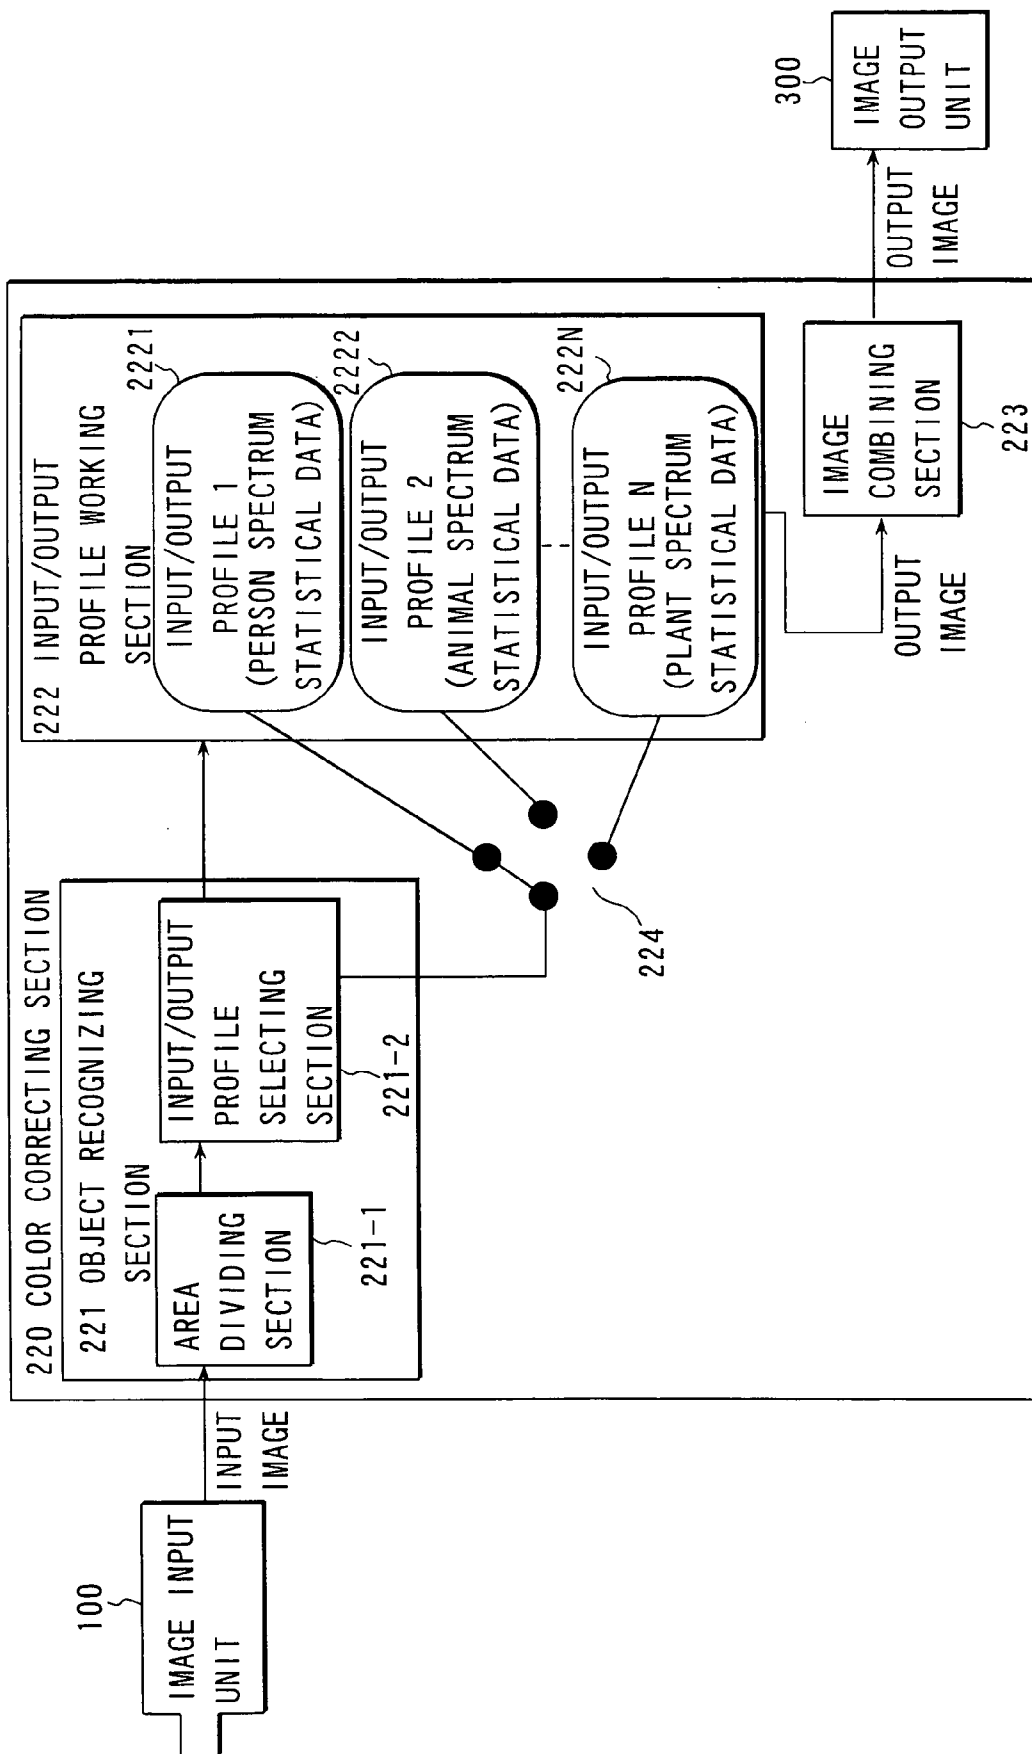 100
IMAGE INPUT
UNIT
INPUT
IMAGE
220 COLOR CORRECTING SECTION
221 OBJECT RECOGNIZING
SECTION
AREA
DIVIDING
SECTION
221-1
INPUT/OUTPUT
PROFILE
SELECTING
SECTION
221-2
224
222 INPUT/OUTPUT
PROFILE WORKING
SECTION
2221
INPUT/OUTPUT
PROFILE 1
(PERSON SPECTRUM
STATISTICAL DATA)
2222
INPUT/OUTPUT
PROFILE 2
(ANIMAL SPECTRUM
STATISTICAL DATA)
222N
INPUT/OUTPUT
PROFILE N
(PLANT SPECTRUM
STATISTICAL DATA)
OUTPUT
IMAGE
IMAGE
COMBINING
SECTION
223
OUTPUT
IMAGE
300
IMAGE
OUTPUT
UNIT